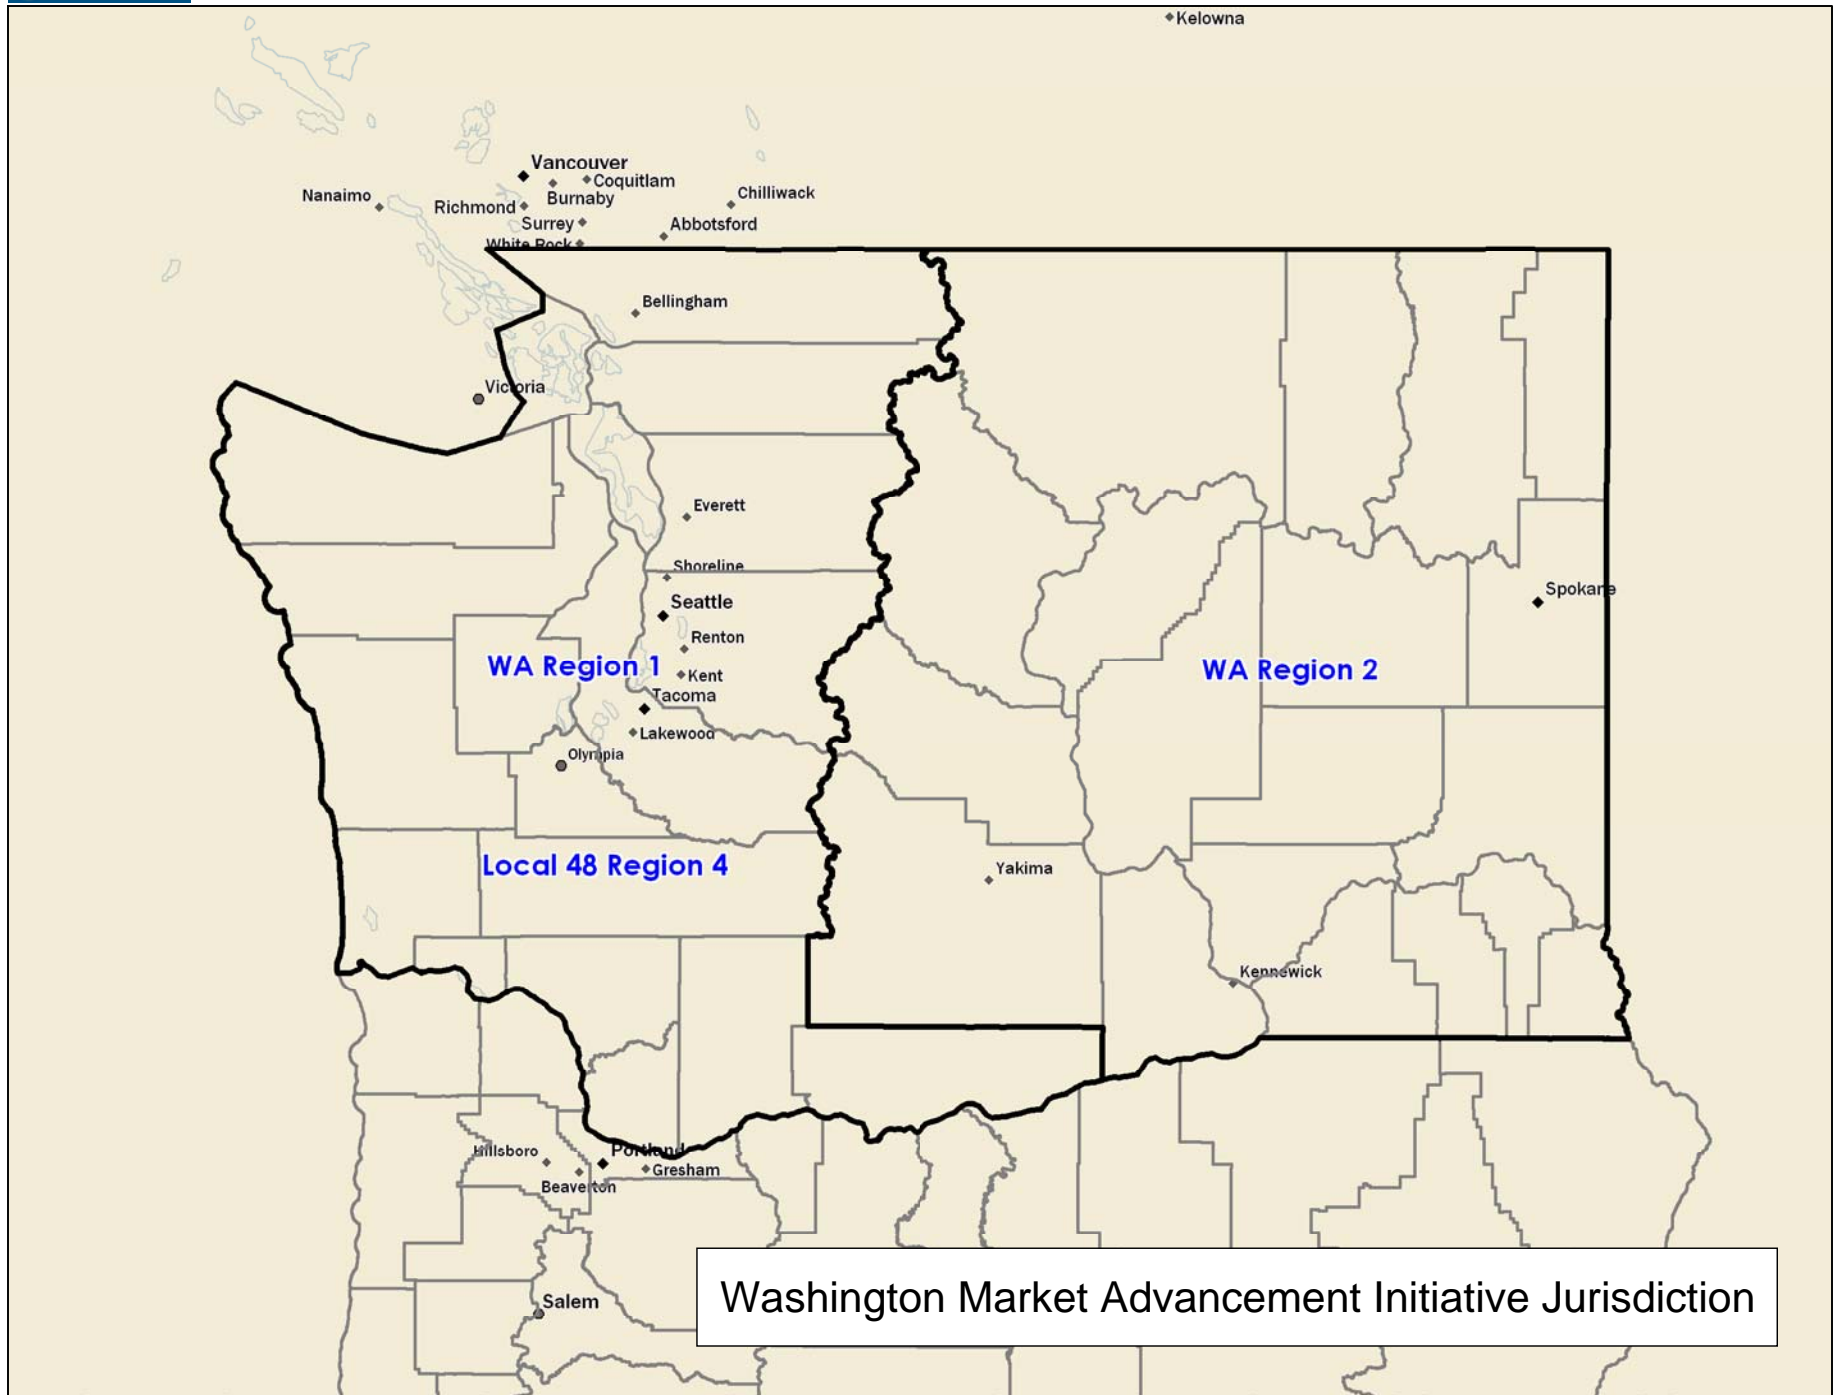 Kelowna
Vancouver
Coquitlam
Burnaby
Nanaimo
Richmond
Chilliwack
Surrey
Abbotsford
White Rock
Bellingham
Victoria
Everett
Shoreline
Seattle
Spokane
Renton
WA Region 1
WA Region 2
Kent
Tacoma
Lakewood
Olympia
Local 48 Region 4
Yakima
Kennewick
Hillsboro
Portland
Gresham
Beaverton
Salem
Washington Market Advancement Initiative Jurisdiction